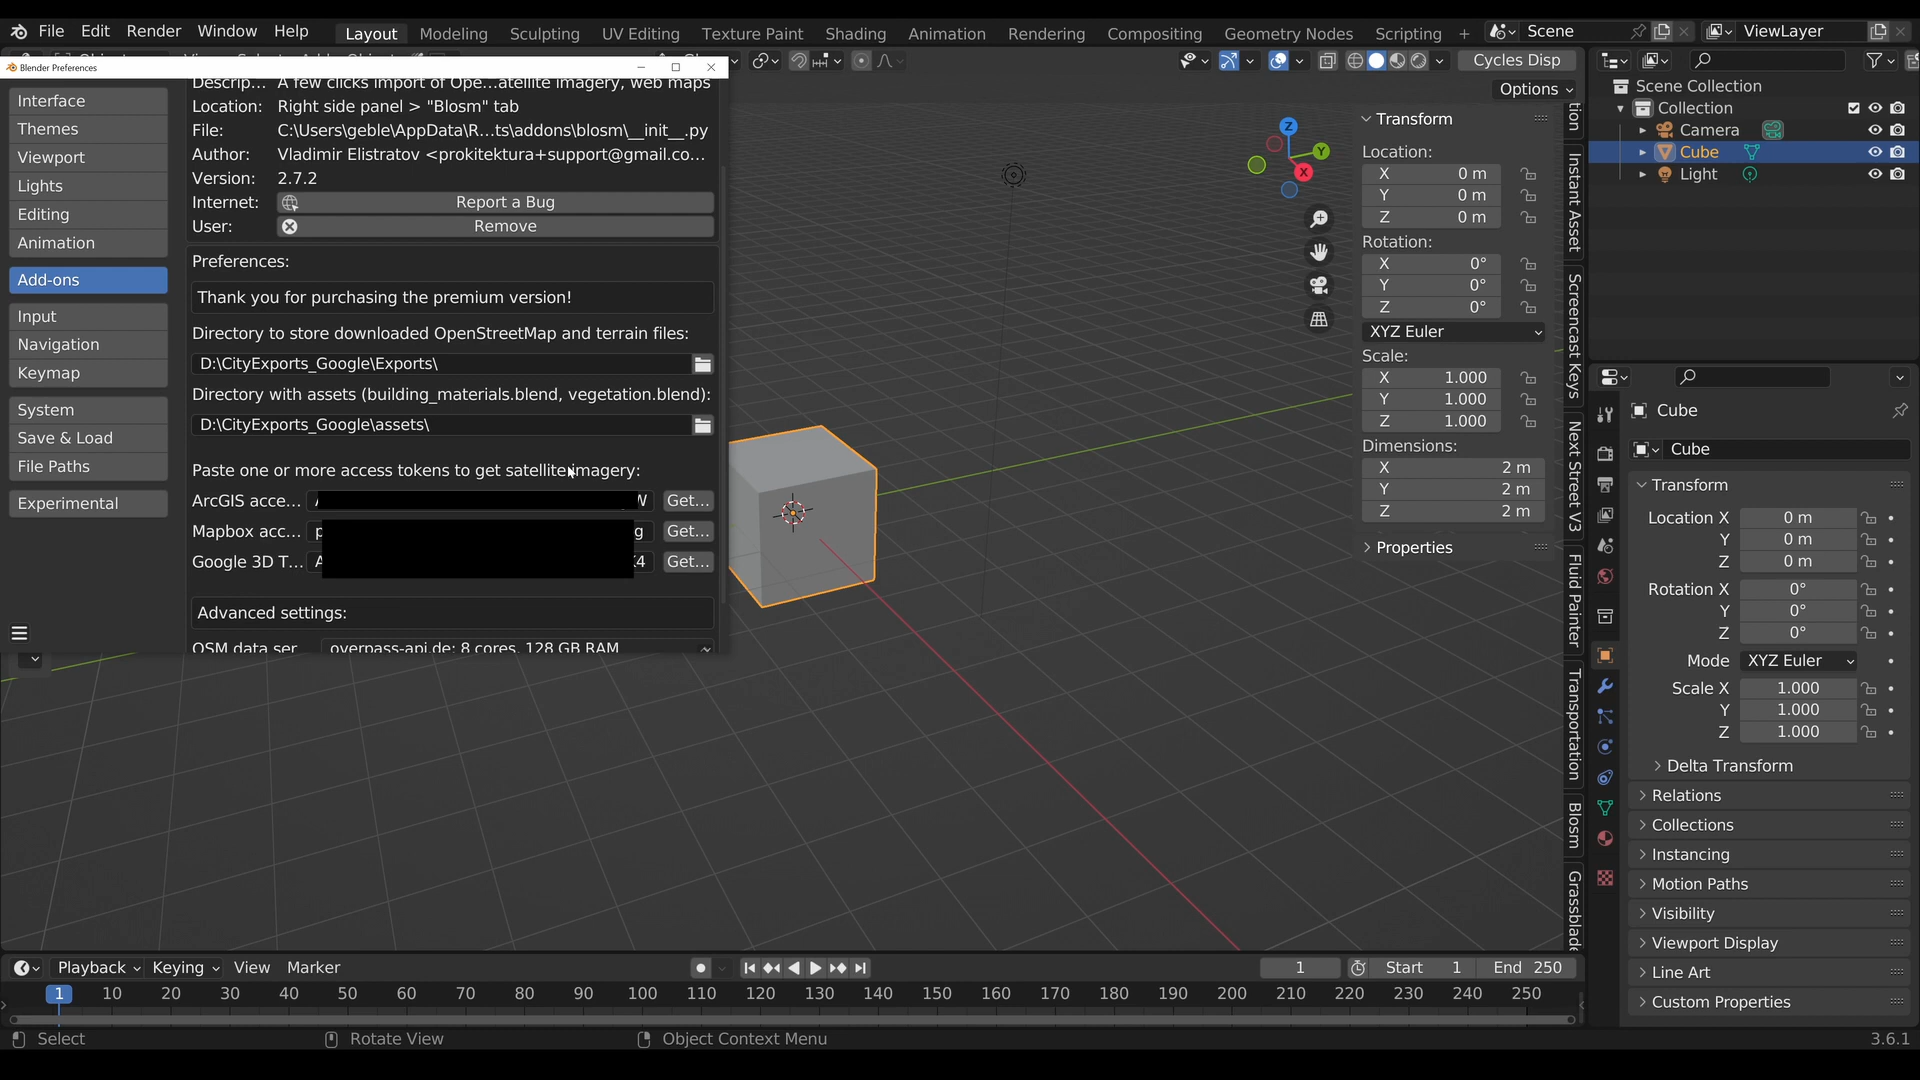 File Edit Render Window Help Layout Modeling Sculpting UV Editing Texture Paint Shading Animation Rendering Compositing Geometry Nodes Scripting + Scene ViewLayer
Blender Preferences
Cycles Disp
Options
Interface
Themes
Viewport
Lights
Editing
Animation
Add-ons
Input
Navigation
Keymap
System
Save & Load
File Paths
Experimental
Descrip... A few clicks import of Ope...atellite imagery, web maps
Location: Right side panel > "Blosm" tab
File: C:\Users\geble\AppData\R...ts\addons\blosm\__init__.py
Author: Vladimir Elistratov <prokitektura+support@gmail.co...
Version: 2.7.2
Internet: Report a Bug
User: Remove
Preferences:
Thank you for purchasing the premium version!
Directory to store downloaded OpenStreetMap and terrain files:
D:\CityExports_Google\Exports\
Directory with assets (building_materials.blend, vegetation.blend):
D:\CityExports_Google\assets\
Paste one or more access tokens to get satellite imagery:
ArcGIS acce... Get...
Mapbox acc... p g Get...
Google 3D T... A Get...
Advanced settings:
OSM data ser overpass-api.de: 8 cores, 128 GB RAM
Z
Y
X
Transform
Location:
X 0 m
Y 0 m
Z 0 m
Rotation:
X 0°
Y 0°
Z 0°
XYZ Euler
Scale:
X 1.000
Y 1.000
Z 1.000
Dimensions:
X 2 m
Y 2 m
Z 2 m
Properties
tion
Instant Asset
Screencast Keys
Next Street V3
Fluid Painter
Transportation
Blosm
Grassblade
Scene Collection
Collection
Camera
Cube
Light
Cube
Cube
Transform
Location X 0 m
Y 0 m
Z 0 m
Rotation X 0°
Y 0°
Z 0°
Mode XYZ Euler
Scale X 1.000
Y 1.000
Z 1.000
Delta Transform
Relations
Collections
Instancing
Motion Paths
Visibility
Viewport Display
Line Art
Custom Properties
Playback Keying View Marker 1 Start 1 End 250
1 10 20 30 40 50 60 70 80 90 100 110 120 130 140 150 160 170 180 190 200 210 220 230 240 250
Select Rotate View Object Context Menu 3.6.1